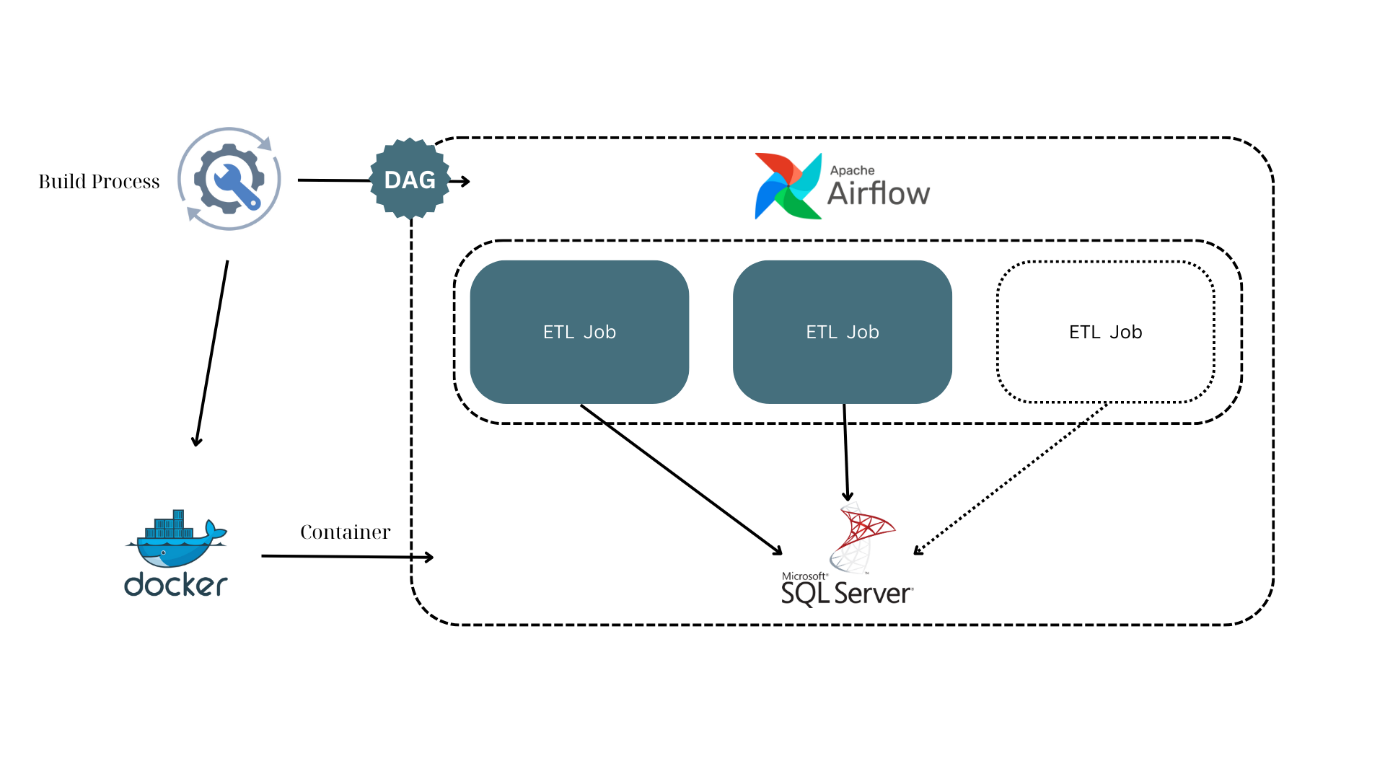 Build Process
DAG
Apache
Airflow
ETL Job
ETL Job
ETL Job
Container
docker
Microsoft®
SQL Server®